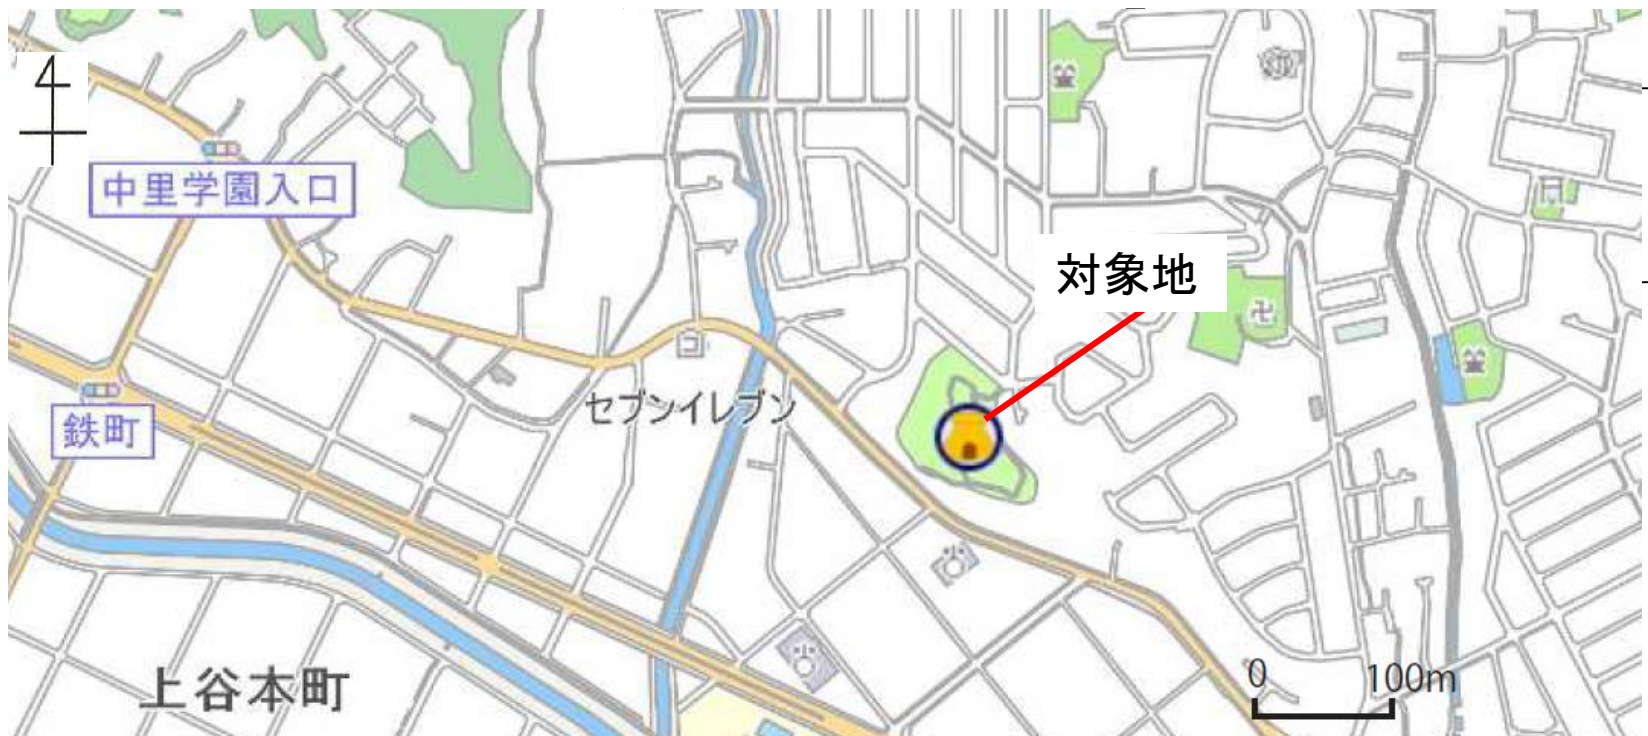 中里学園入口
対象地
セブンイレブン
鉄町
上谷本町
0 100m